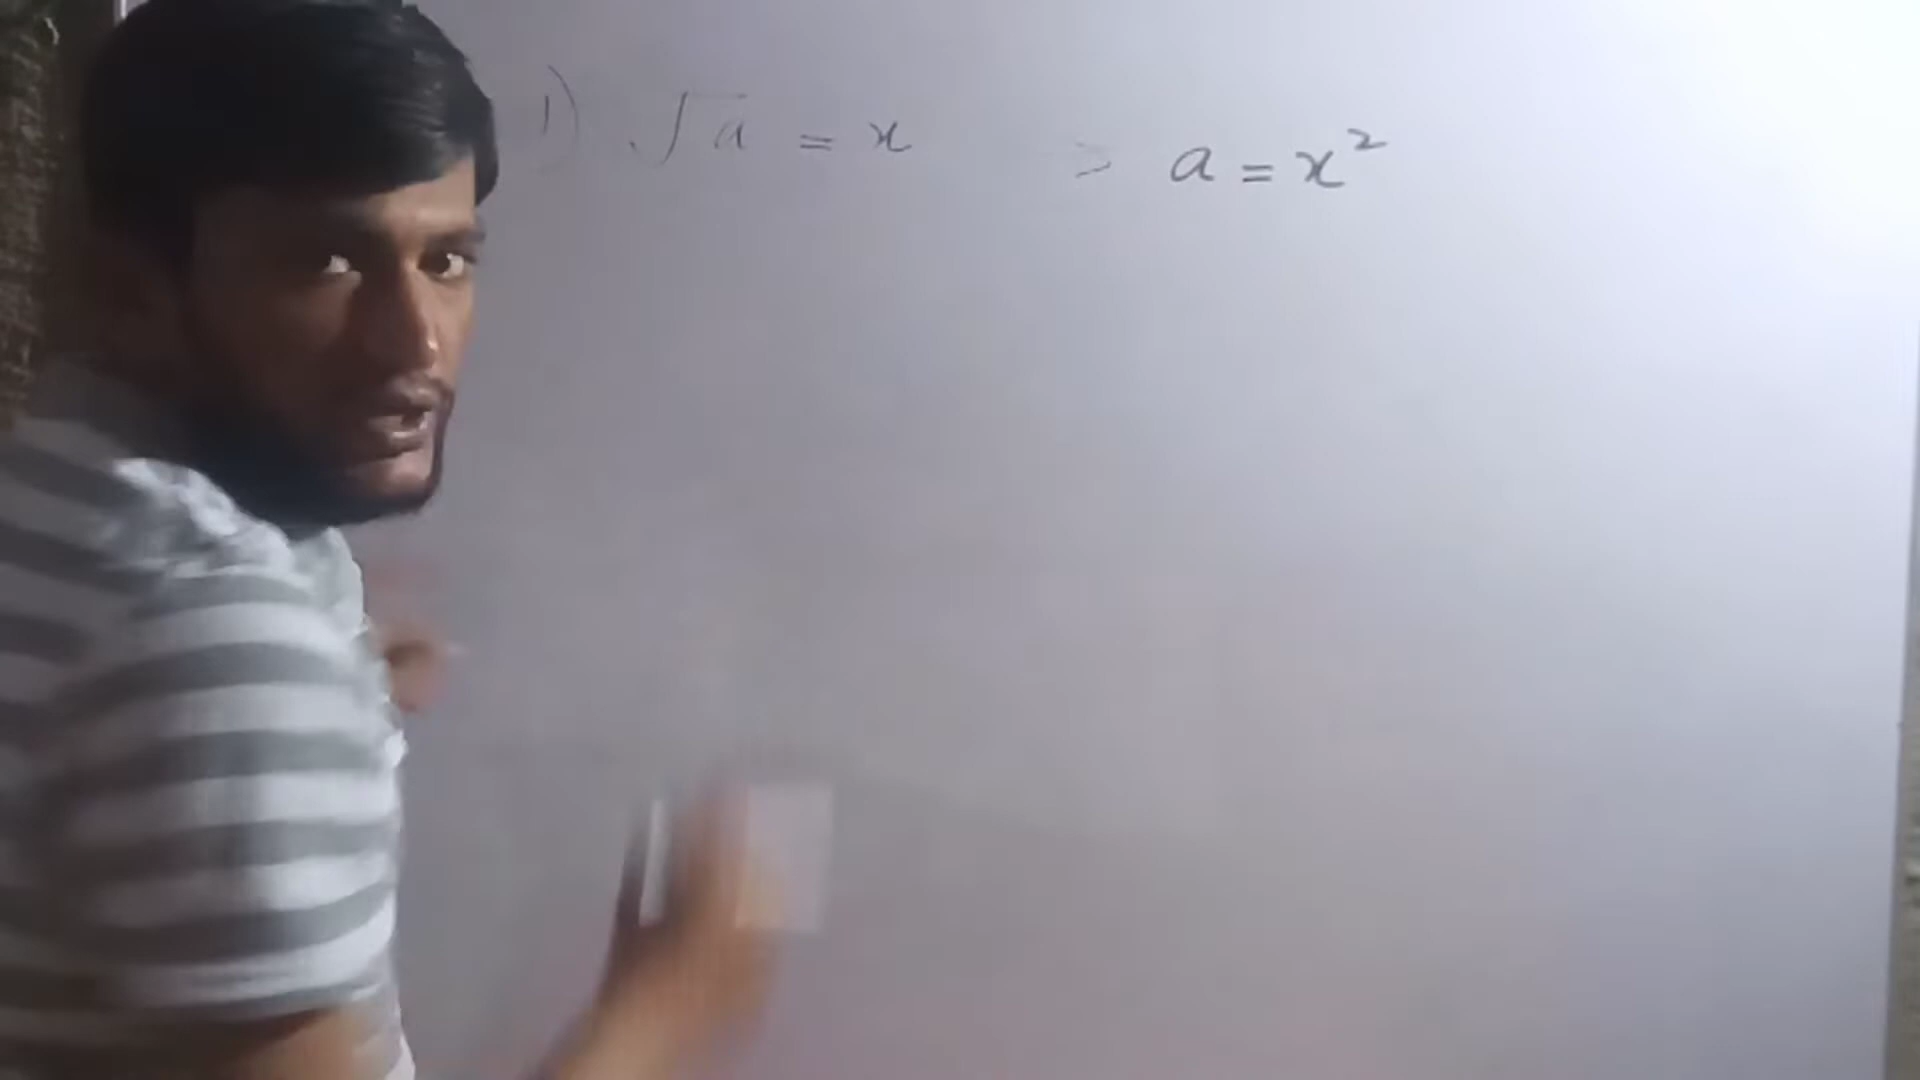 1) √a = x > a = x²